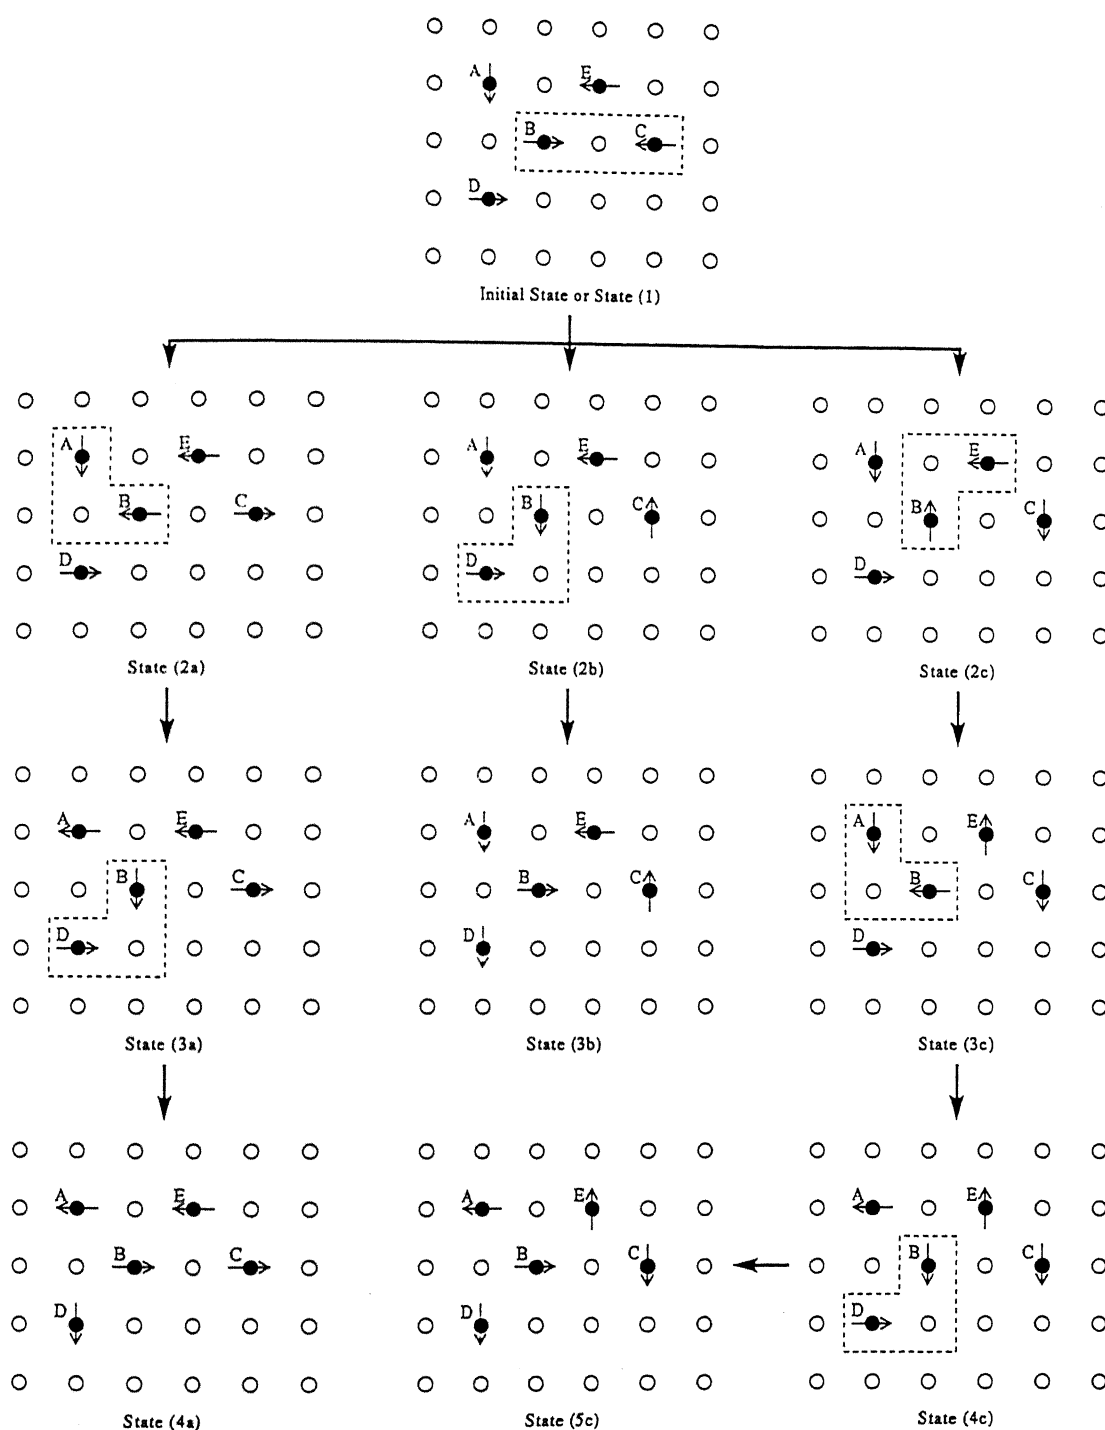 A E
B C
D
Initial State or State (1)
A E
B C
D
State (2a)
A E
B C
D
State (2b)
A E
B C
D
State (2c)
A E
B C
D
State (3a)
A E
B C
D
State (3b)
A E
B C
D
State (3c)
A E
B C
D
State (4a)
A E
B C
D
State (5c)
A E
B C
D
State (4c)